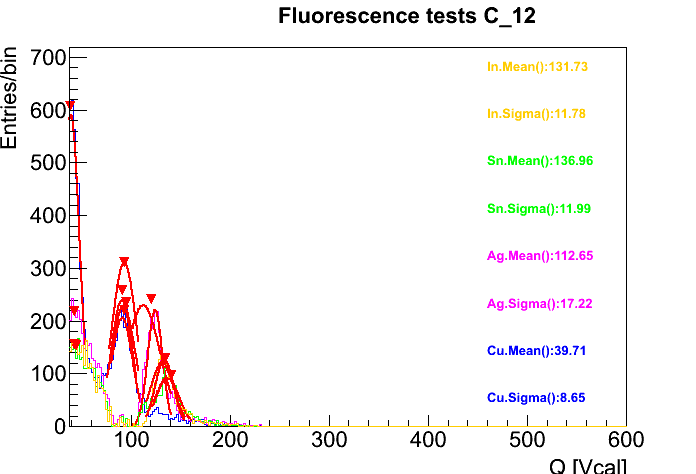 Fluorescence tests C_12
Entries/bin
700
600
500
400
300
200
100
0
In.Mean():131.73
In.Sigma():11.78
Sn.Mean():136.96
Sn.Sigma():11.99
Ag.Mean():112.65
Ag.Sigma():17.22
Cu.Mean():39.71
Cu.Sigma():8.65
100 200 300 400 500 600
Q [Vcal]